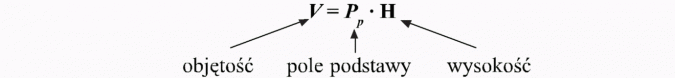 V = Pₚ · H
objętość pole podstawy wysokość